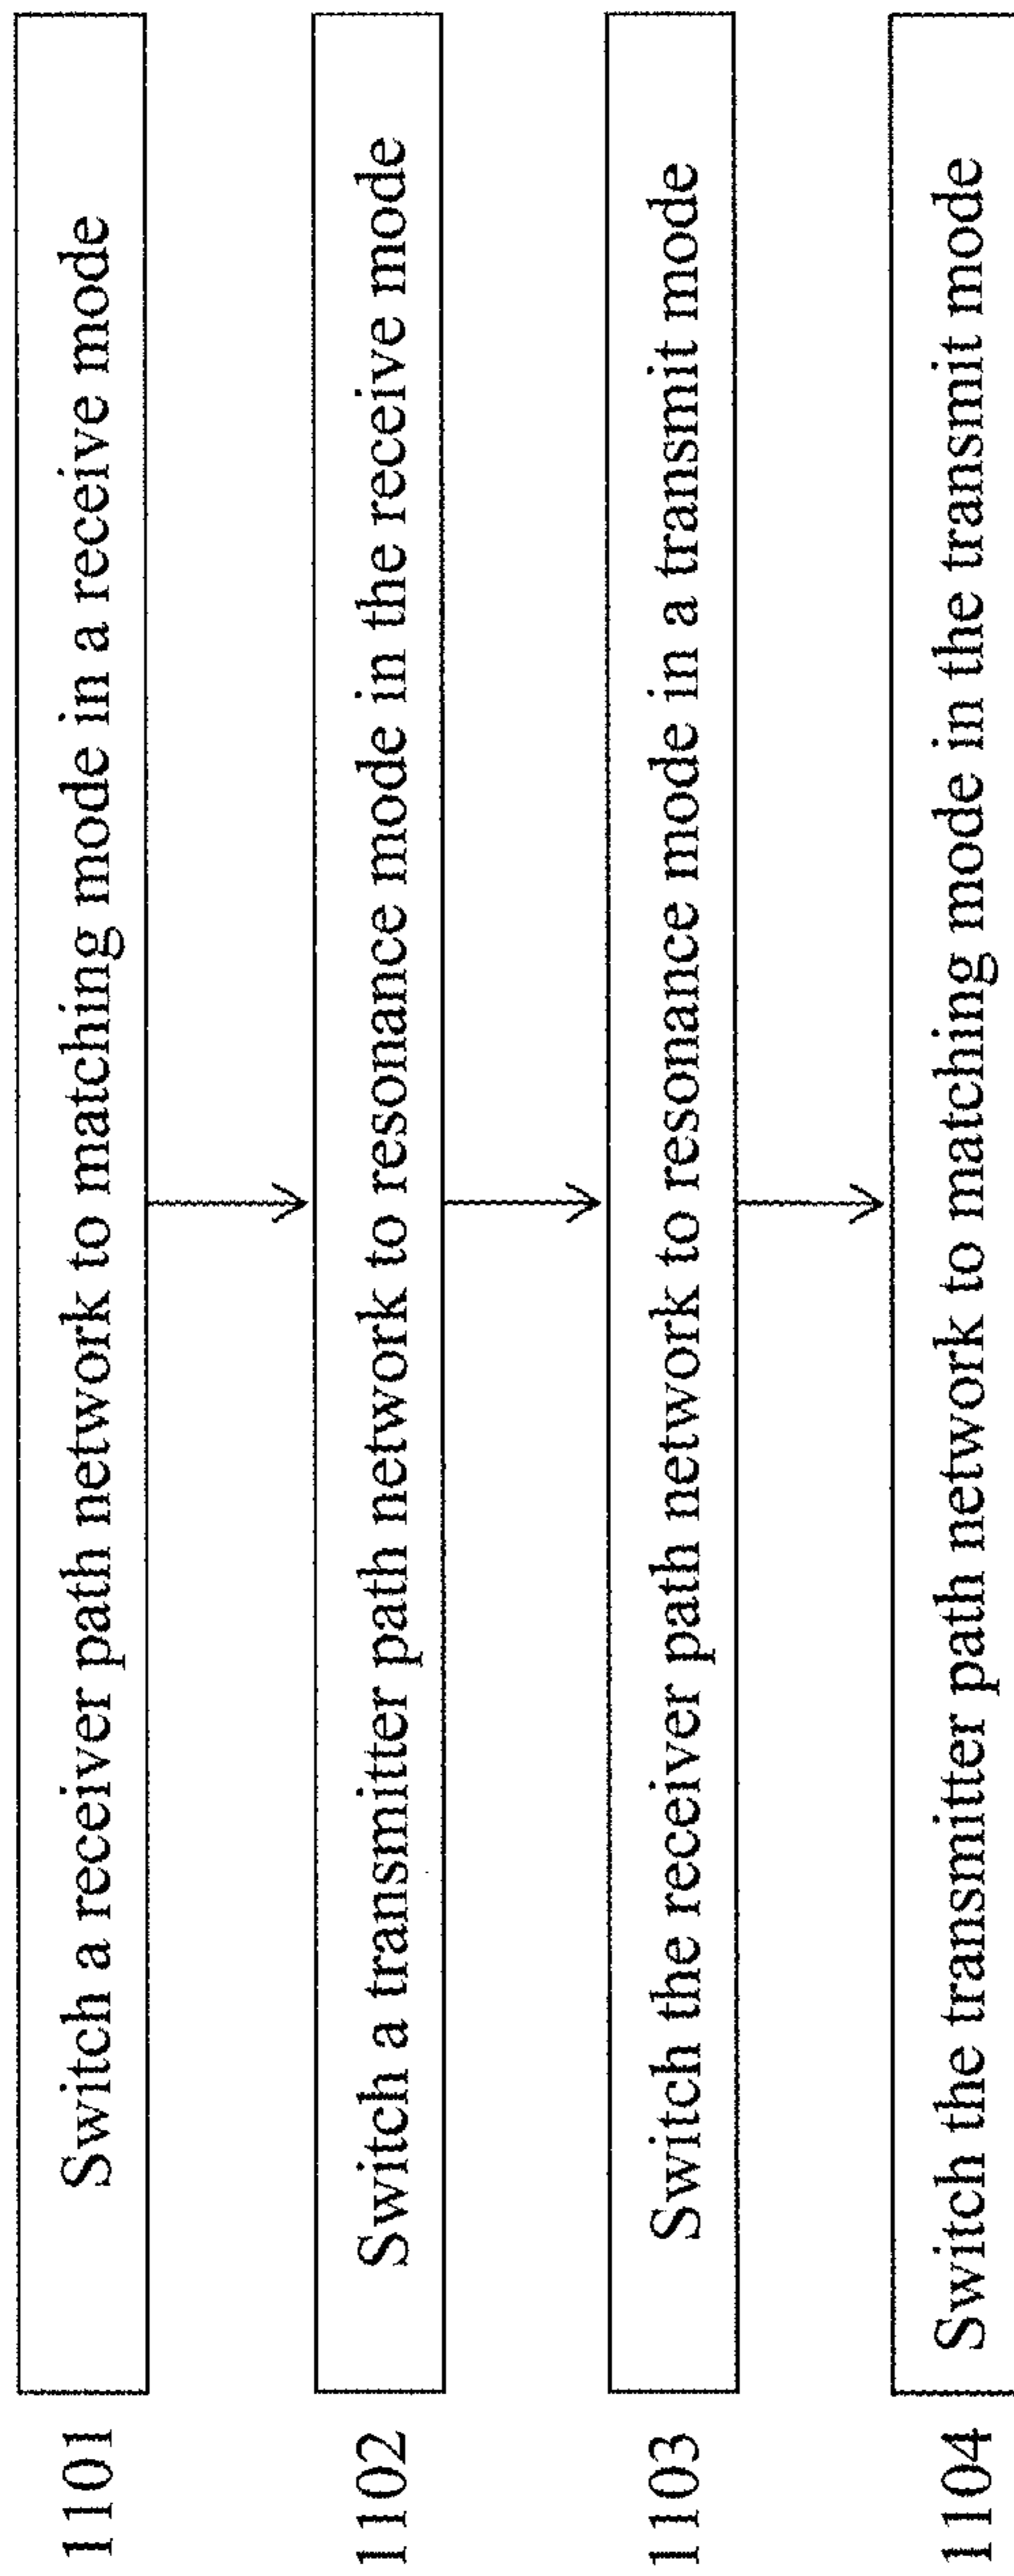 1101 Switch a receiver path network to matching mode in a receive mode
1102 Switch a transmitter path network to resonance mode in the receive mode
1103 Switch the receiver path network to resonance mode in a transmit mode
1104 Switch the transmitter path network to matching mode in the transmit mode